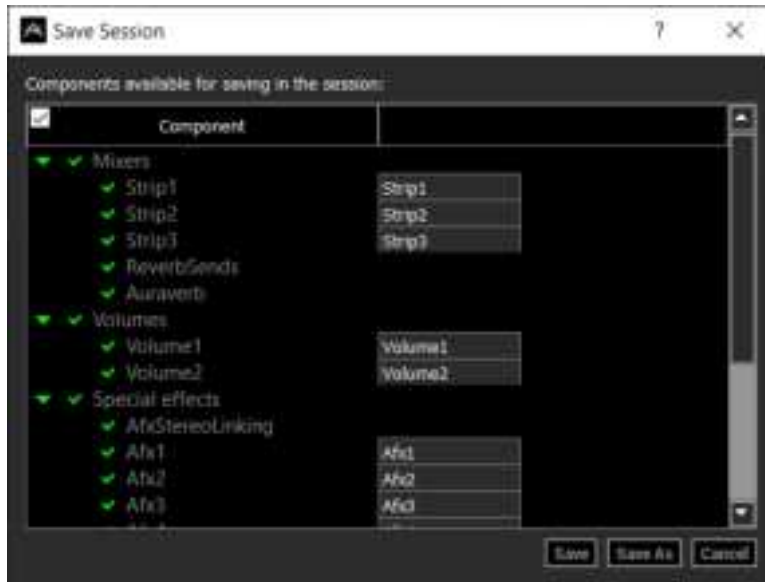 Save Session
?
Components available for saving in the session:
Component
Mixers
Strip1 Strip1
Strip2 Strip2
Strip3 Strip3
ReverbSends
Auraverb
Volumes
Volume1 Volume1
Volume2 Volume2
Special effects
AfxStereoLinking
Afx1 Afx1
Afx2 Afx2
Afx3 Afx3
Save Save As Cancel